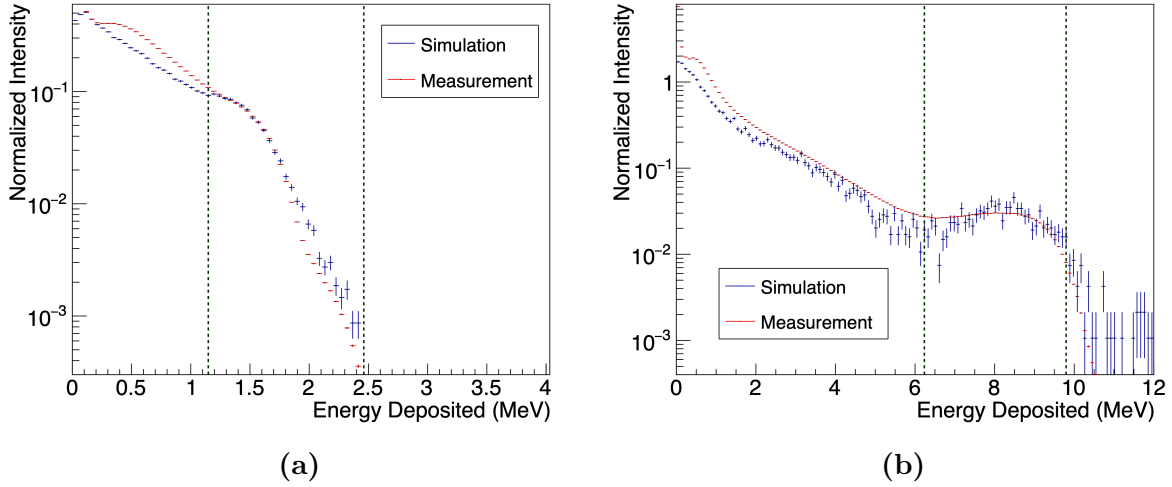 Normalized Intensity
10⁻¹
10⁻²
10⁻³
Simulation
Measurement
0 0.5 1 1.5 2 2.5 3 3.5 4
Energy Deposited (MeV)
(a)
Normalized Intensity
1
10⁻¹
10⁻²
10⁻³
Simulation
Measurement
0 2 4 6 8 10 12
Energy Deposited (MeV)
(b)